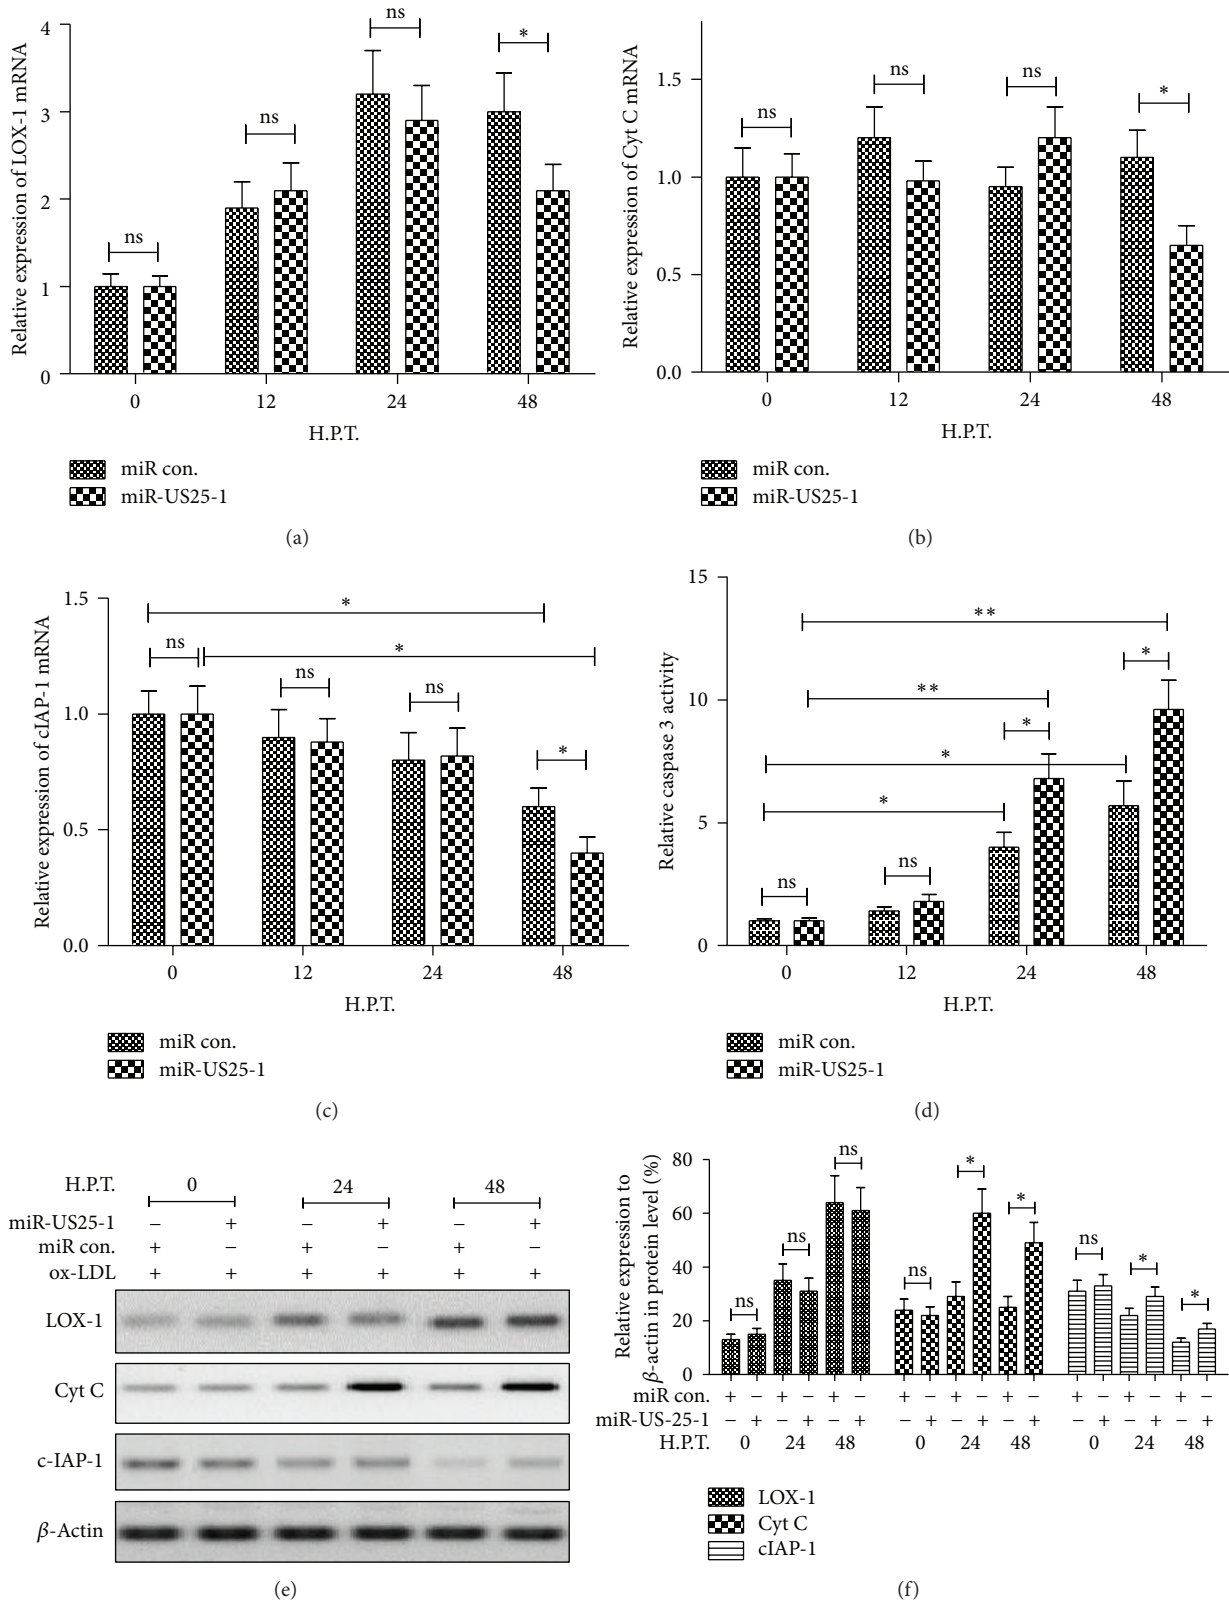 Relative expression of LOX-1 mRNA
4
3
2
1
0
ns
ns
ns
*
0 12 24 48
H.P.T.
miR con.
miR-US25-1
(a)
Relative expression of Cyt C mRNA
1.5
1.0
0.5
0.0
ns
ns
ns
*
0 12 24 48
H.P.T.
miR con.
miR-US25-1
(b)
Relative expression of cIAP-1 mRNA
1.5
1.0
0.5
0.0
*
*
ns
ns
ns
*
0 12 24 48
H.P.T.
miR con.
miR-US25-1
(c)
Relative caspase 3 activity
15
10
5
0
**
*
**
*
*
*
ns
ns
0 12 24 48
H.P.T.
miR con.
miR-US25-1
(d)
H.P.T. 0 24 48
miR-US25-1 − + − + − +
miR con. + − + − + −
ox-LDL + + + + + +
LOX-1
Cyt C
c-IAP-1
β-Actin
(e)
Relative expression to
β-actin in protein level (%)
80
60
40
20
0
ns
ns
ns
ns
*
*
ns
*
*
miR con. + − + − + − + − + − + − + − + − + −
miR-US-25-1 − + − + − + − + − + − + − + − + − +
H.P.T. 0 24 48 0 24 48 0 24 48
LOX-1
Cyt C
cIAP-1
(f)